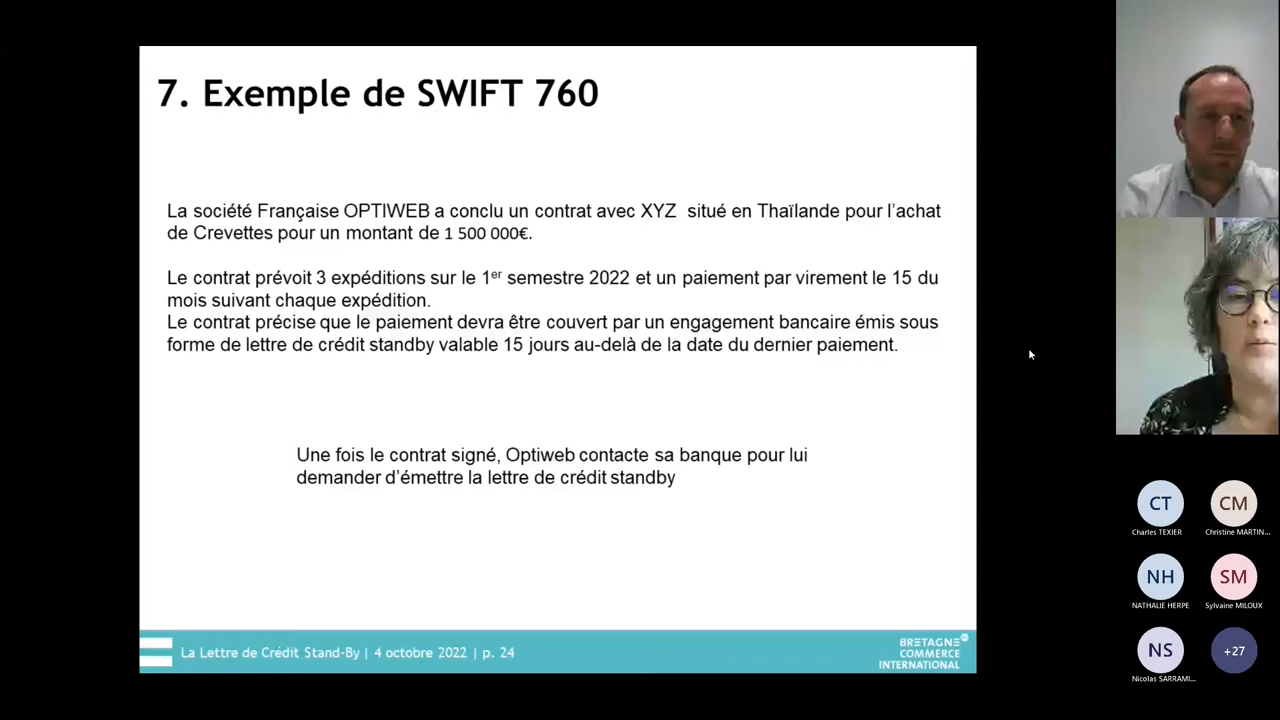 7. Exemple de SWIFT 760
La société Française OPTIWEB a conclu un contrat avec XYZ situé en Thaïlande pour l’achat
de Crevettes pour un montant de 1 500 000€.
Le contrat prévoit 3 expéditions sur le 1er semestre 2022 et un paiement par virement le 15 du
mois suivant chaque expédition.
Le contrat précise que le paiement devra être couvert par un engagement bancaire émis sous
forme de lettre de crédit standby valable 15 jours au-delà de la date du dernier paiement.
Une fois le contrat signé, Optiweb contacte sa banque pour lui
demander d’émettre la lettre de crédit standby
La Lettre de Crédit Stand-By | 4 octobre 2022 | p. 24
BRETAGNE
COMMERCE
INTERNATIONAL
CT CM
Charles TEXIER Christine MARTIN...
NH SM
NATHALIE HERPE Sylvaine MILOUX
NS +27
Nicolas SARRAMI...